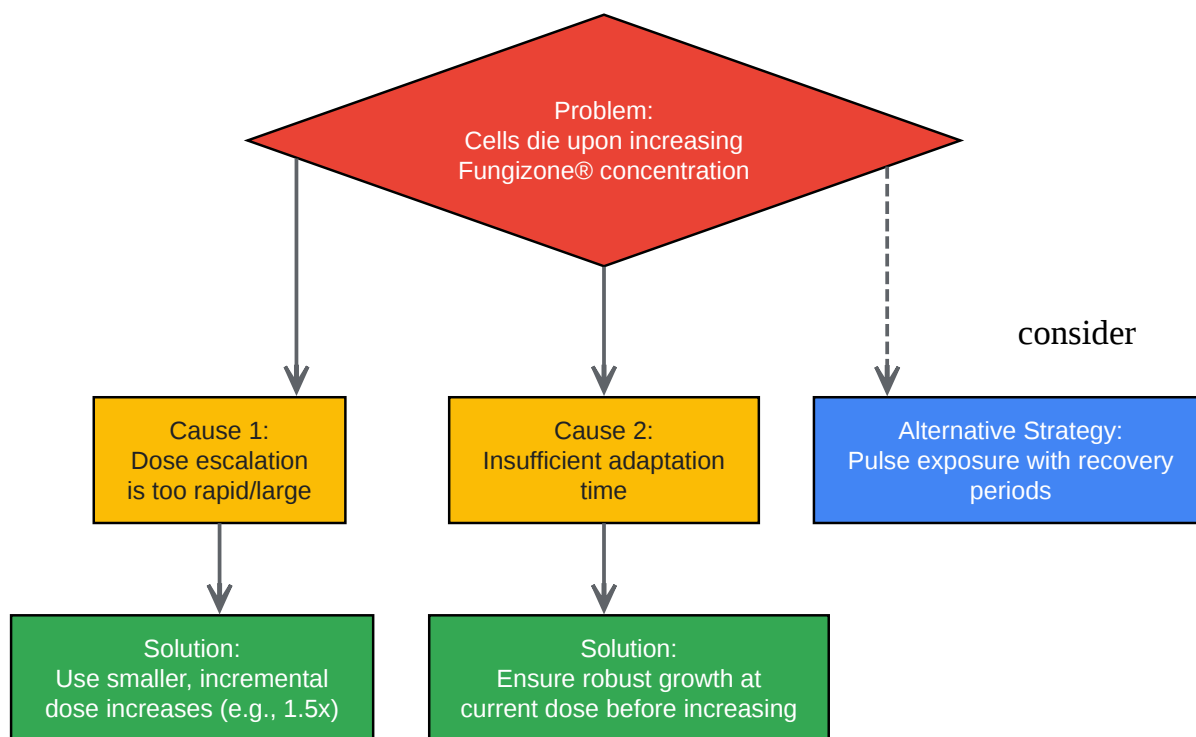 Problem:
Cells die upon increasing
Fungizone® concentration
consider
Cause 1:
Dose escalation
is too rapid/large
Cause 2:
Insufficient adaptation
time
Alternative Strategy:
Pulse exposure with recovery
periods
Solution:
Use smaller, incremental
dose increases (e.g., 1.5x)
Solution:
Ensure robust growth at
current dose before increasing